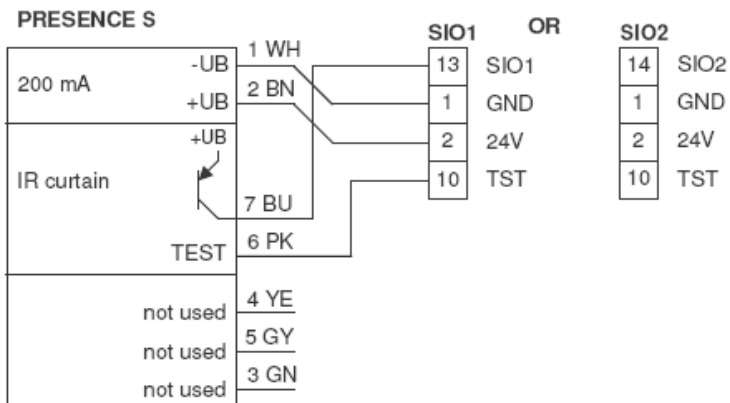 PRESENCE S
SIO1 OR SIO2
1 WH
-UB 13 SIO1 14 SIO2
200 mA
2 BN
+UB 1 GND 1 GND
+UB 2 24V 2 24V
IR curtain 10 TST 10 TST
7 BU
6 PK
TEST
4 YE
not used
5 GY
not used
3 GN
not used